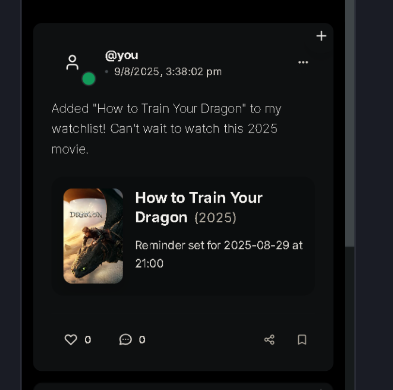 @you
• 9/8/2025, 3:38:02 pm
Added "How to Train Your Dragon" to my
watchlist! Can't wait to watch this 2025
movie.
How to Train Your
Dragon (2025)
Reminder set for 2025-08-29 at
21:00
0
0